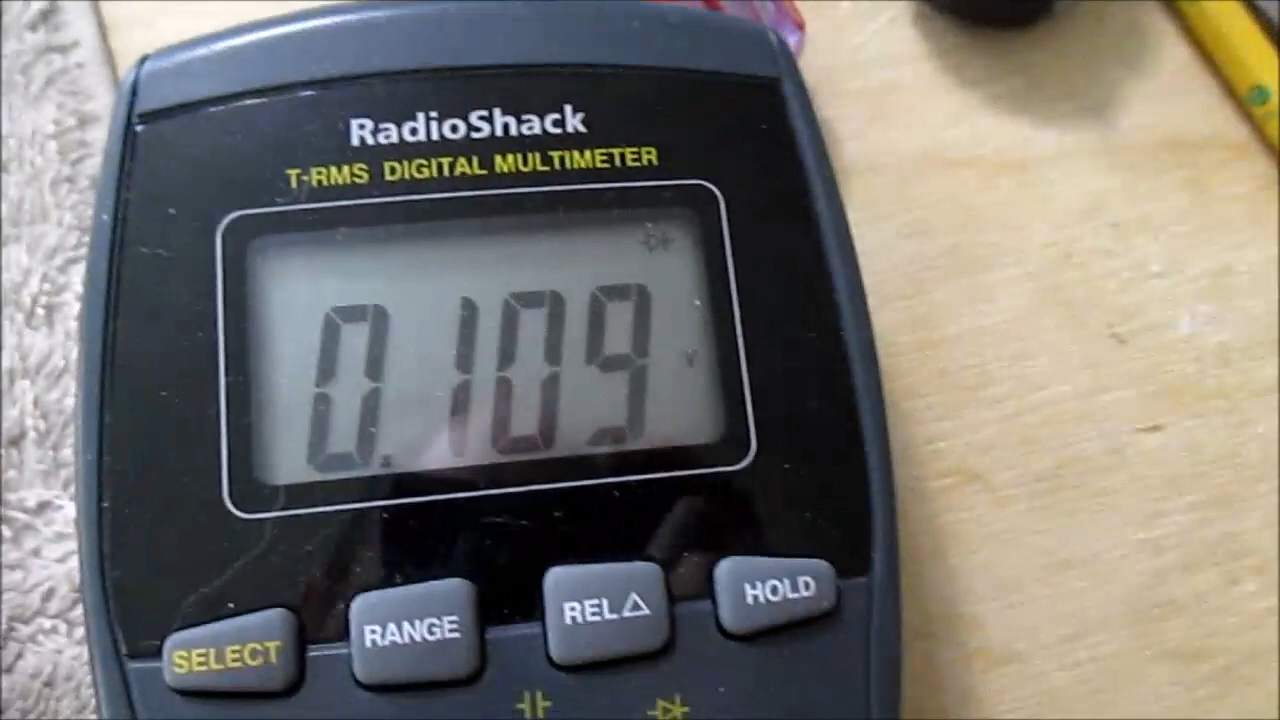 RadioShack
T-RMS DIGITAL MULTIMETER
0.109
V
SELECT
RANGE
REL△
HOLD